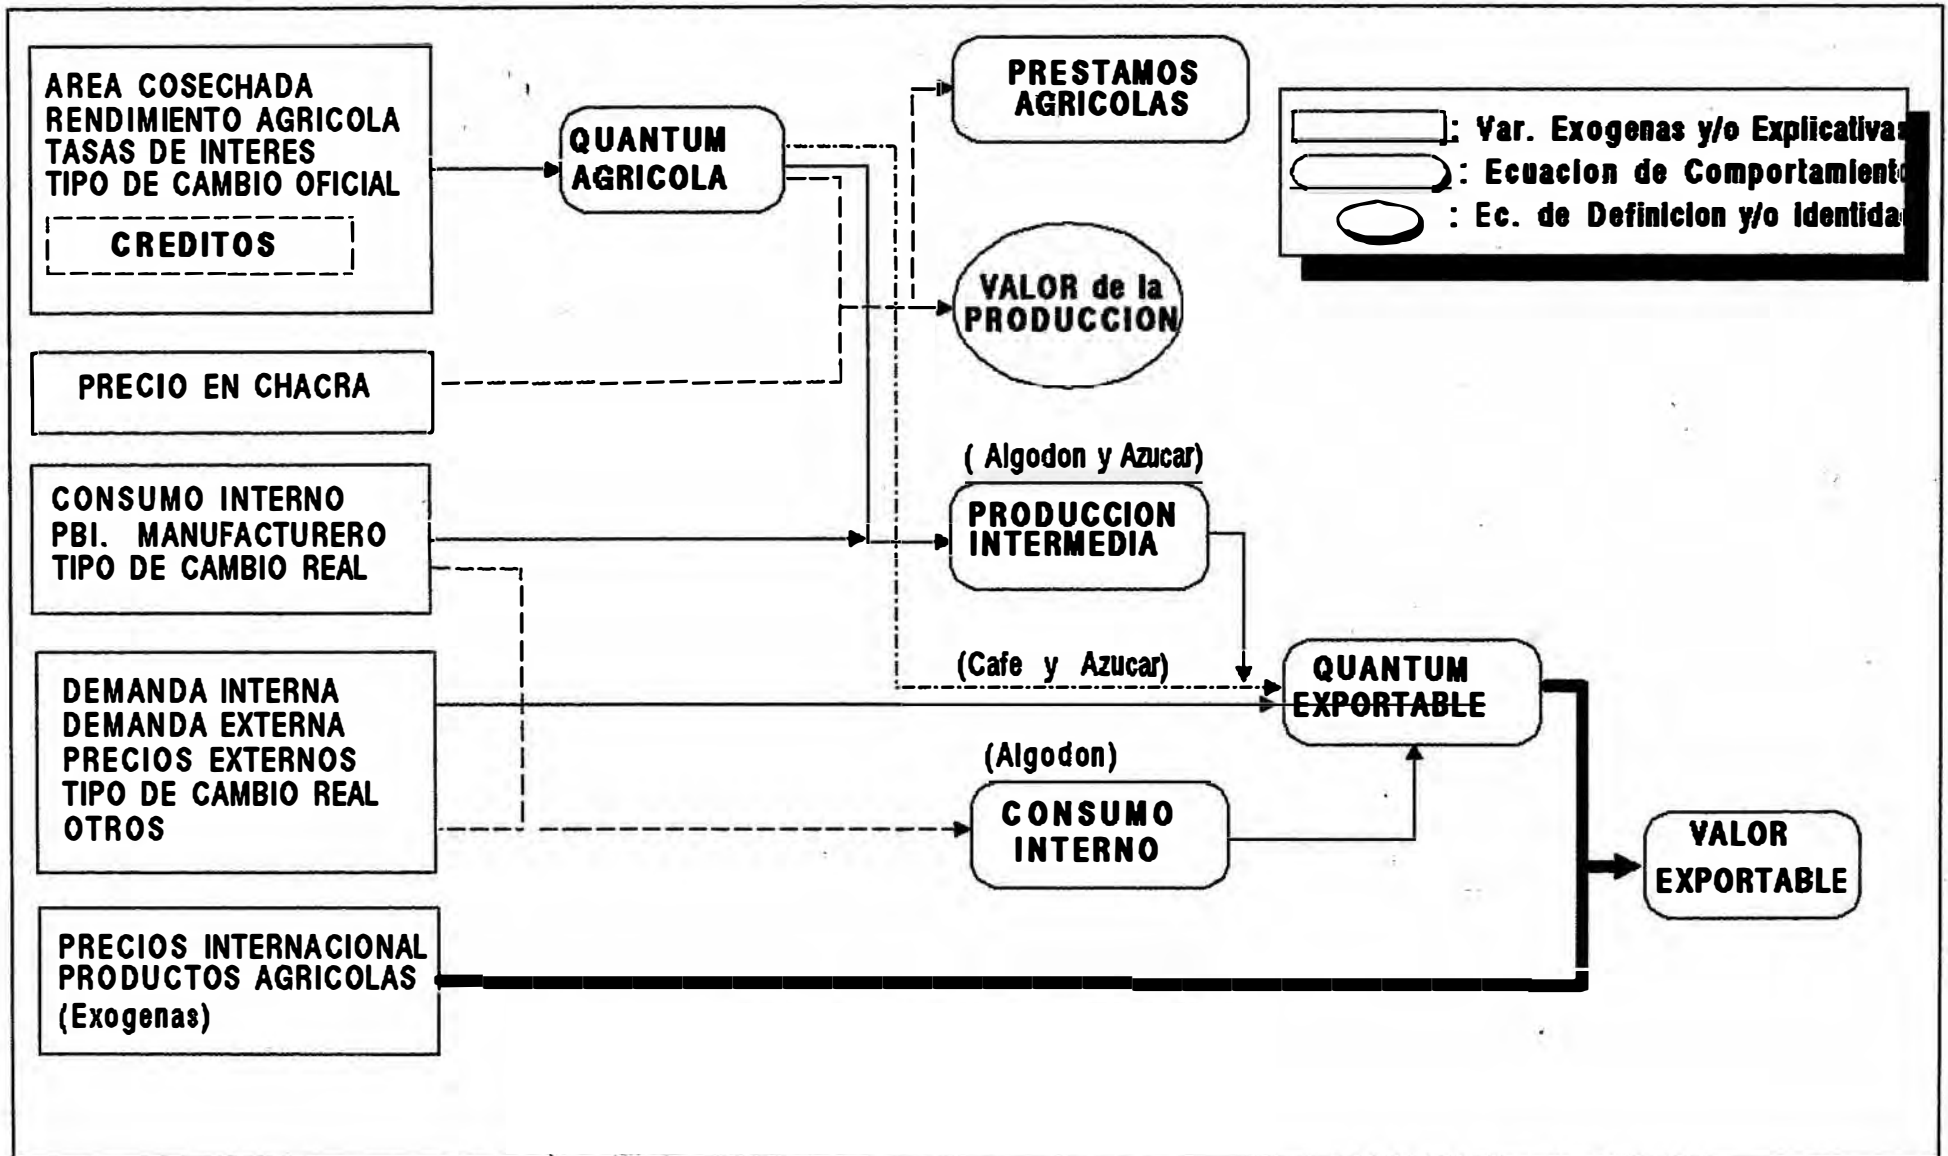 AREA COSECHADA
RENDIMIENTO AGRICOLA
TASAS DE INTERES
TIPO DE CAMBIO OFICIAL
CREDITOS
PRECIO EN CHACRA
CONSUMO INTERNO
PBI. MANUFACTURERO
TIPO DE CAMBIO REAL
DEMANDA INTERNA
DEMANDA EXTERNA
PRECIOS EXTERNOS
TIPO DE CAMBIO REAL
OTROS
PRECIOS INTERNACIONAL
PRODUCTOS AGRICOLAS
(Exogenas)
QUANTUM
AGRICOLA
PRESTAMOS
AGRICOLAS
VALOR de la
PRODUCCION
( Algodon y Azucar)
PRODUCCION
INTERMEDIA
(Cafe y Azucar)
(Algodon)
CONSUMO
INTERNO
QUANTUM
EXPORTABLE
VALOR
EXPORTABLE
: Var. Exogenas y/o Explicativas
: Ecuacion de Comportamiento
: Ec. de Definicion y/o Identida